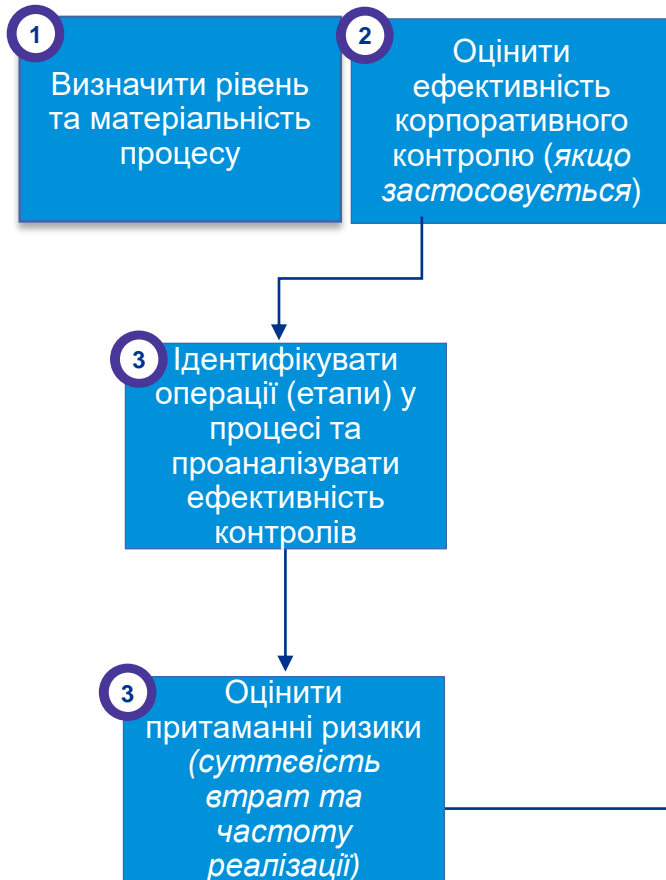 1
Визначити рівень
та матеріальність
процесу
2
Оцінити
ефективність
корпоративного
контролю (якщо
застосовується)
3
Ідентифікувати
операції (етапи) у
процесі та
проаналізувати
ефективність
контролів
3
Оцінити
притаманні ризики
(суттєвість
втрат та
частоту
реалізації)